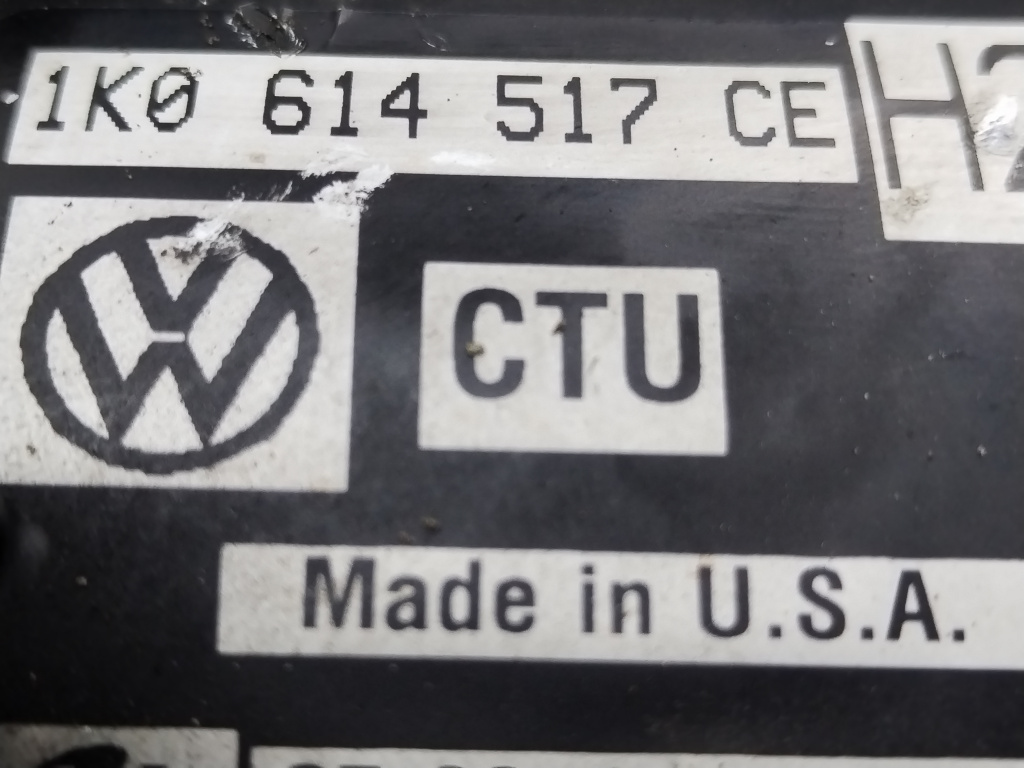 1K0 614 517 CE
H
CTU
Made in U.S.A.